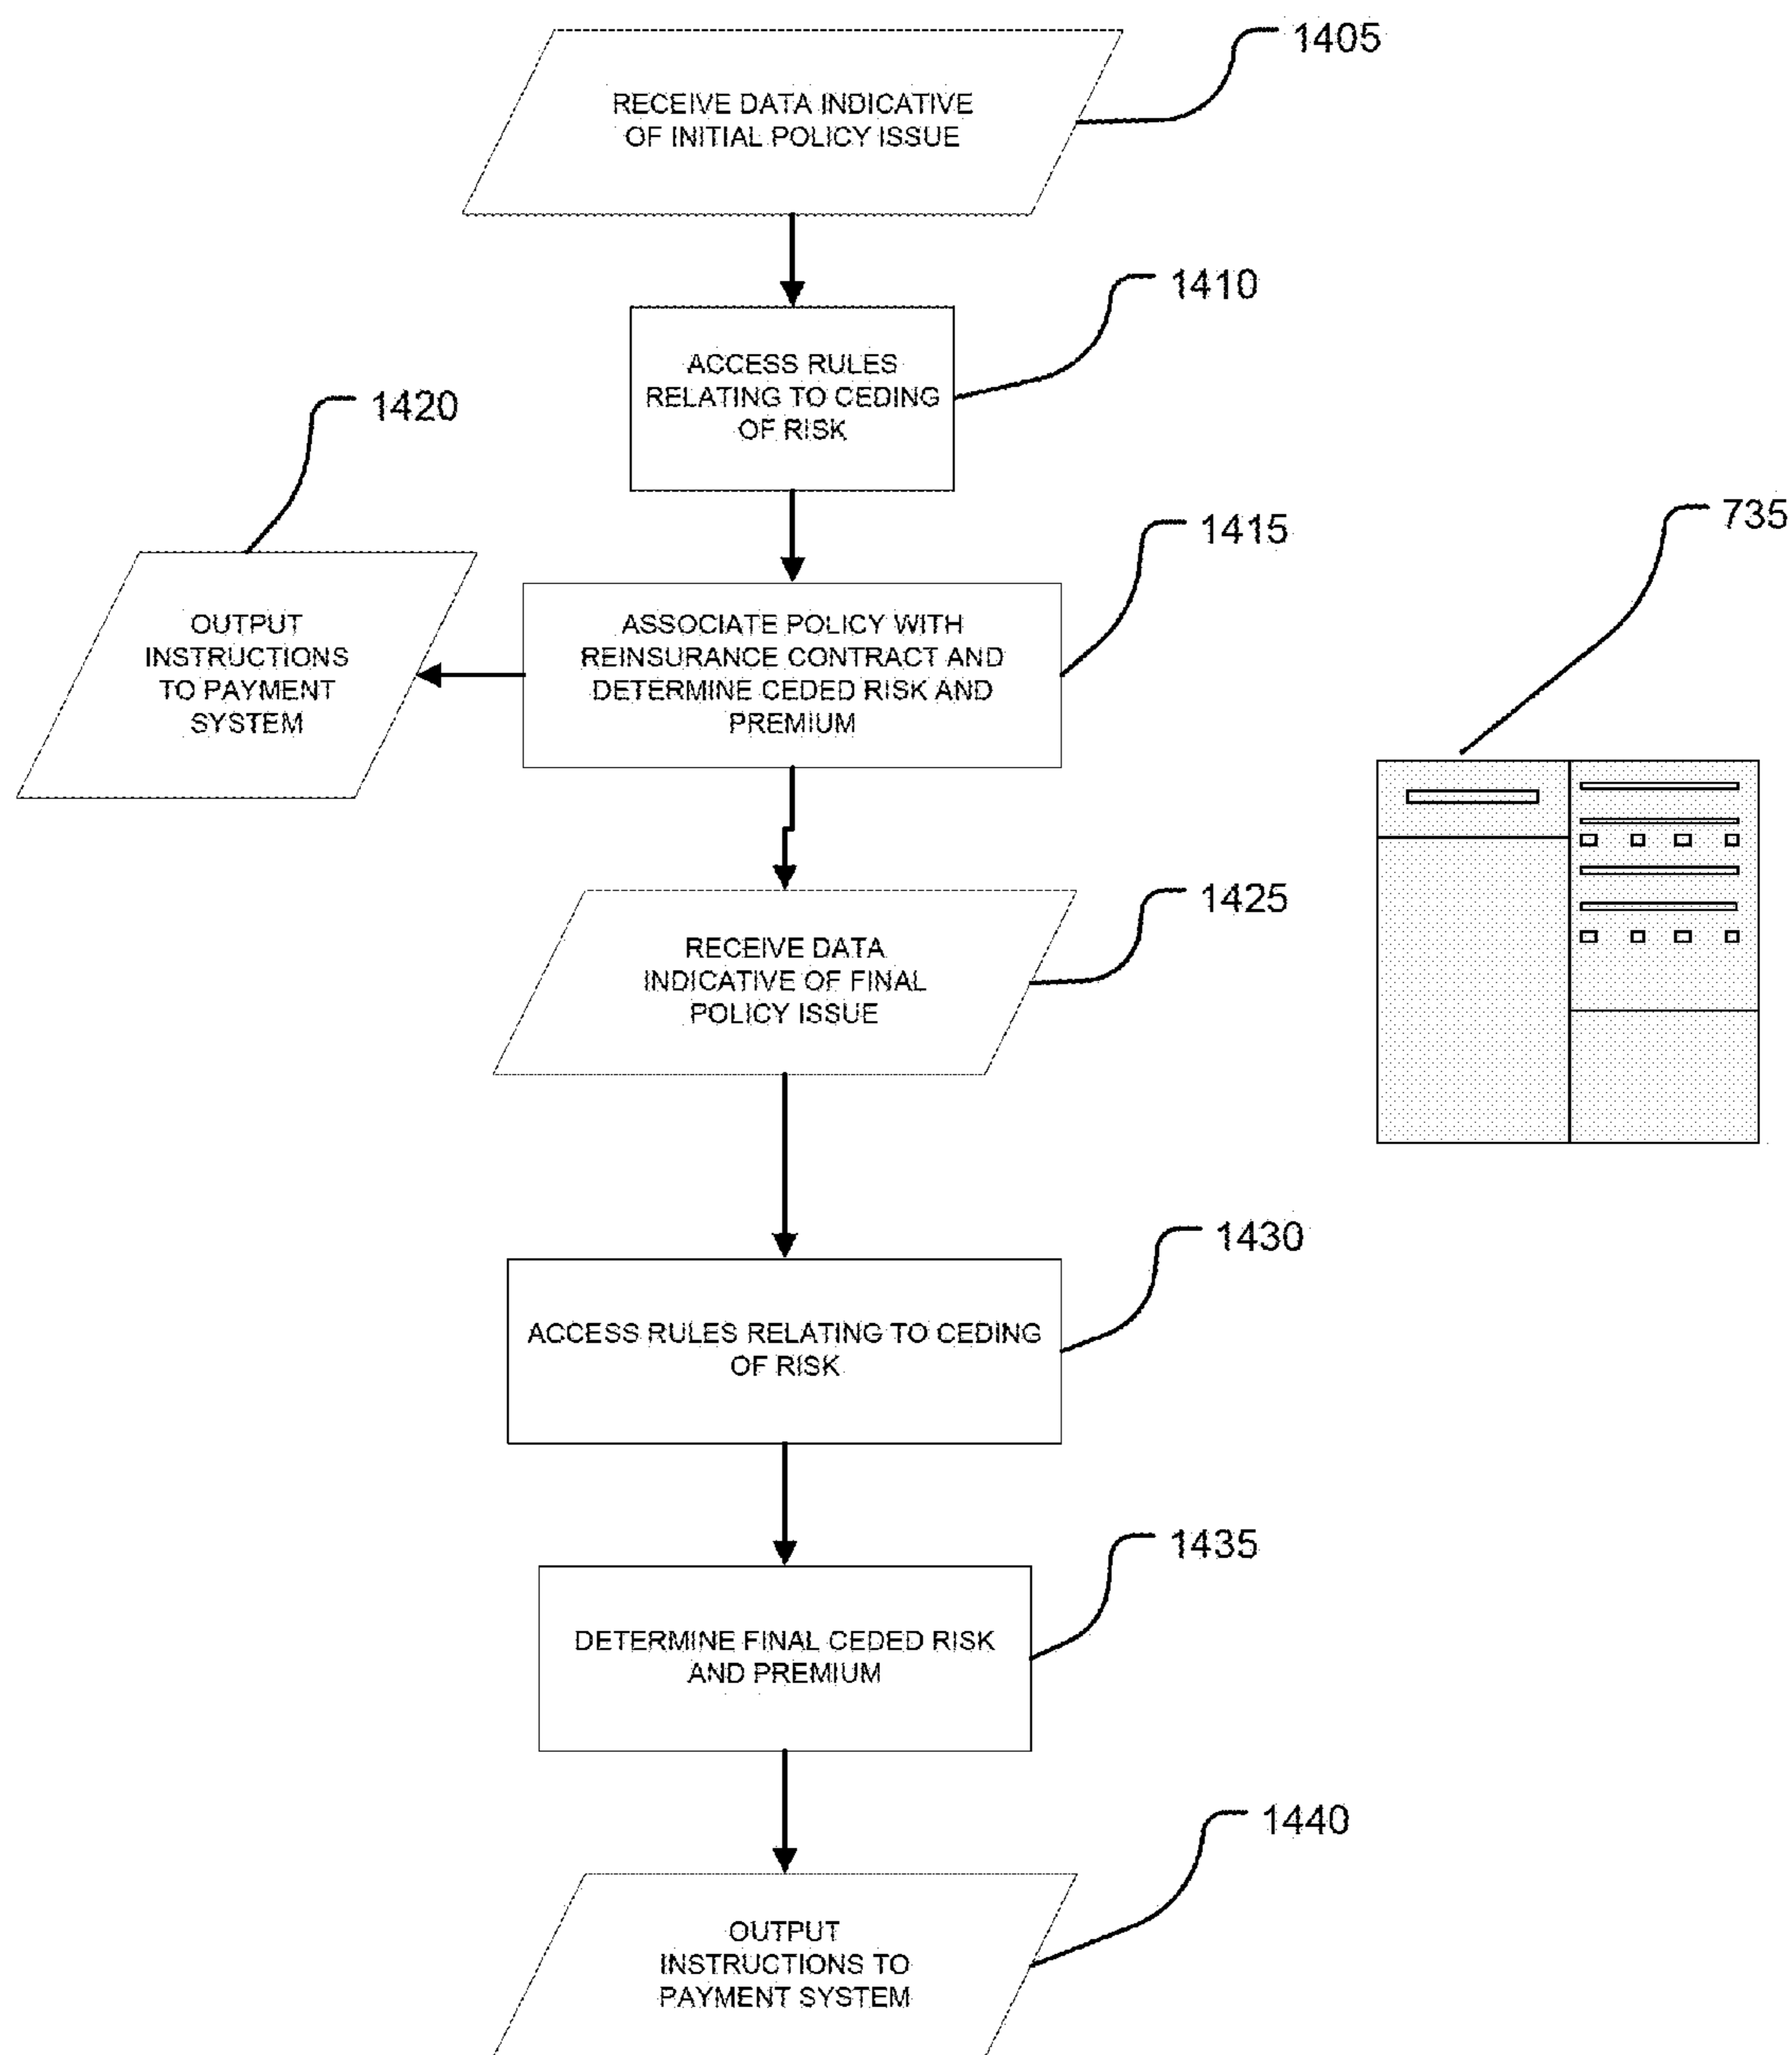 1405
RECEIVE DATA INDICATIVE
OF INITIAL POLICY ISSUE
1410
ACCESS RULES
RELATING TO CEDING
OF RISK
1420
735
1415
OUTPUT
INSTRUCTIONS
TO PAYMENT
SYSTEM
ASSOCIATE POLICY WITH
REINSURANCE CONTRACT AND
DETERMINE CEDED RISK AND
PREMIUM
1425
RECEIVE DATA
INDICATIVE OF FINAL
POLICY ISSUE
1430
ACCESS RULES RELATING TO CEDING
OF RISK
1435
DETERMINE FINAL CEDED RISK
AND PREMIUM
1440
OUTPUT
INSTRUCTIONS TO
PAYMENT SYSTEM